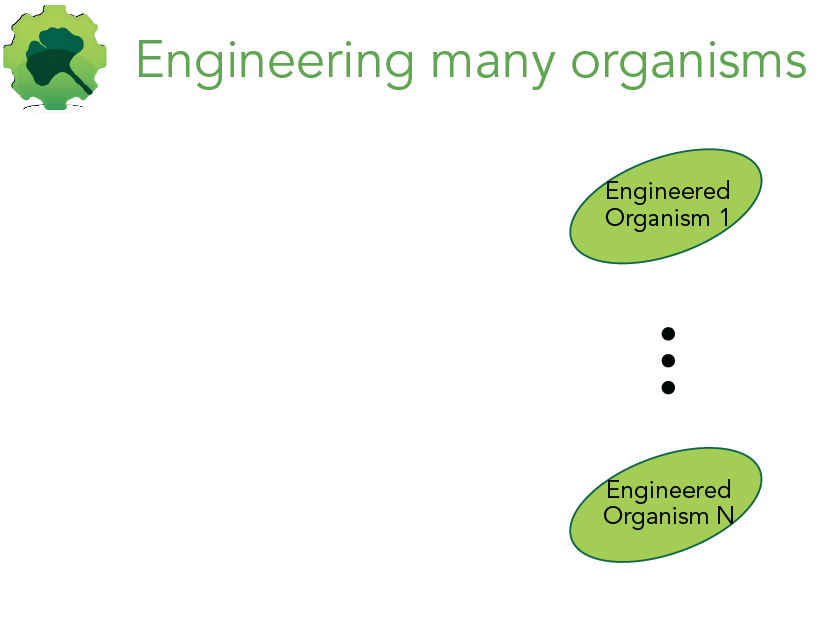 Engineering many organisms
Engineered
Organism 1
Engineered
Organism N